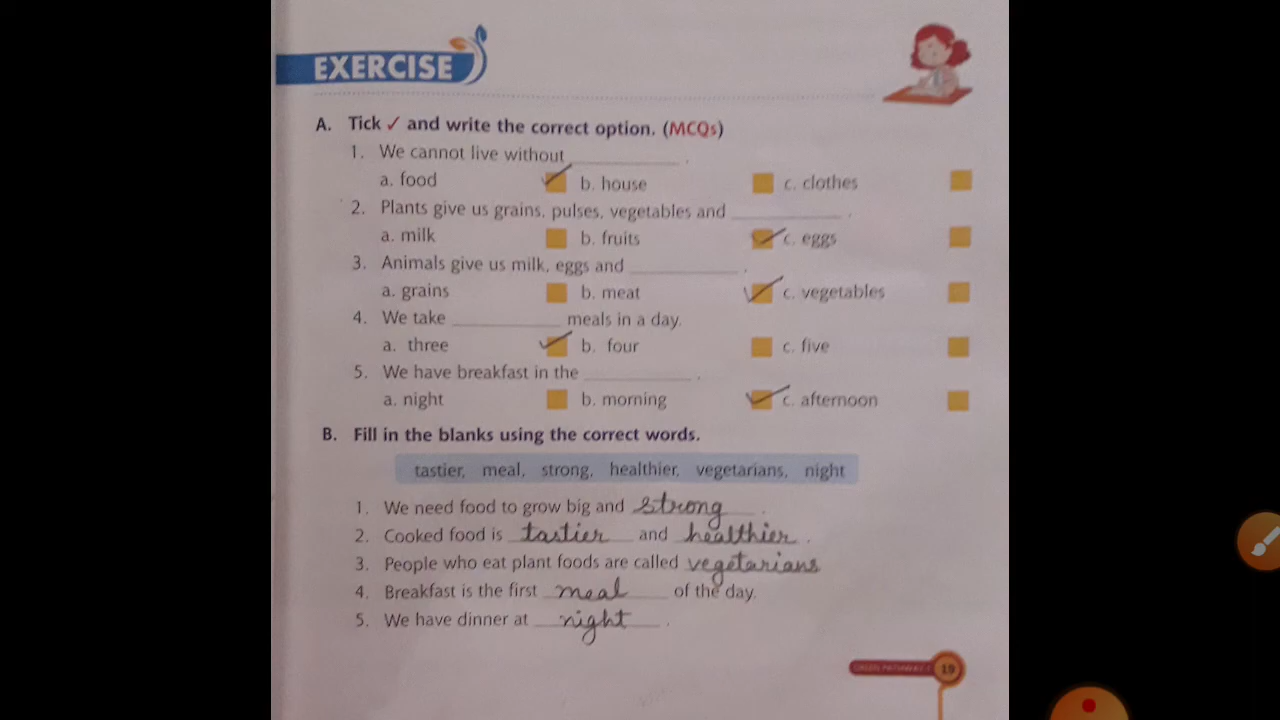 EXERCISE
A. Tick ✓ and write the correct option. (MCQs)
1. We cannot live without ___________ .
a. food b. house c. clothes
2. Plants give us grains, pulses, vegetables and ___________ .
a. milk b. fruits c. eggs
3. Animals give us milk, eggs and ___________ .
a. grains b. meat c. vegetables
4. We take ___________ meals in a day.
a. three b. four c. five
5. We have breakfast in the ___________ .
a. night b. morning c. afternoon
B. Fill in the blanks using the correct words.
tastier, meal, strong, healthier, vegetarians, night
1. We need food to grow big and strong .
2. Cooked food is tastier and healthier .
3. People who eat plant foods are called vegetarians
4. Breakfast is the first meal of the day.
5. We have dinner at night .
19